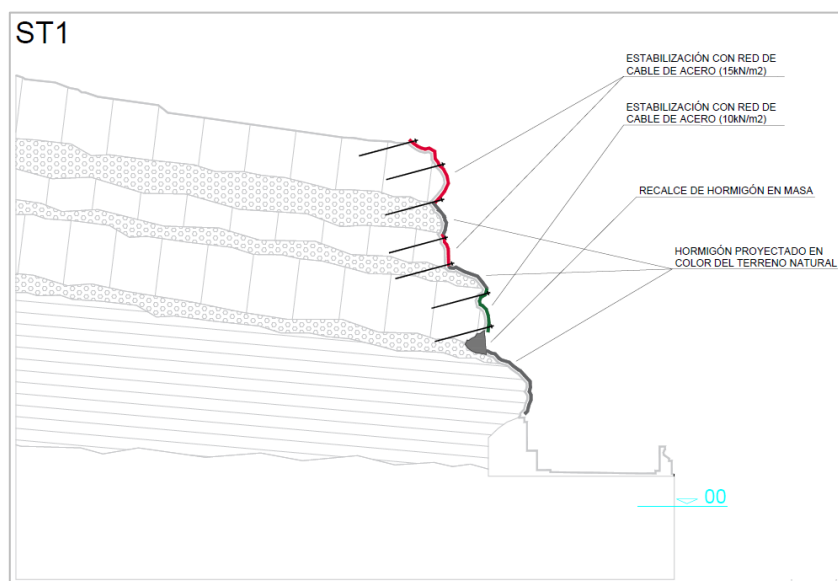 ST1
ESTABILIZACIÓN CON RED DE
CABLE DE ACERO (15kN/m2)
ESTABILIZACIÓN CON RED DE
CABLE DE ACERO (10kN/m2)
RECALCE DE HORMIGÓN EN MASA
HORMIGÓN PROYECTADO EN
COLOR DEL TERRENO NATURAL
00